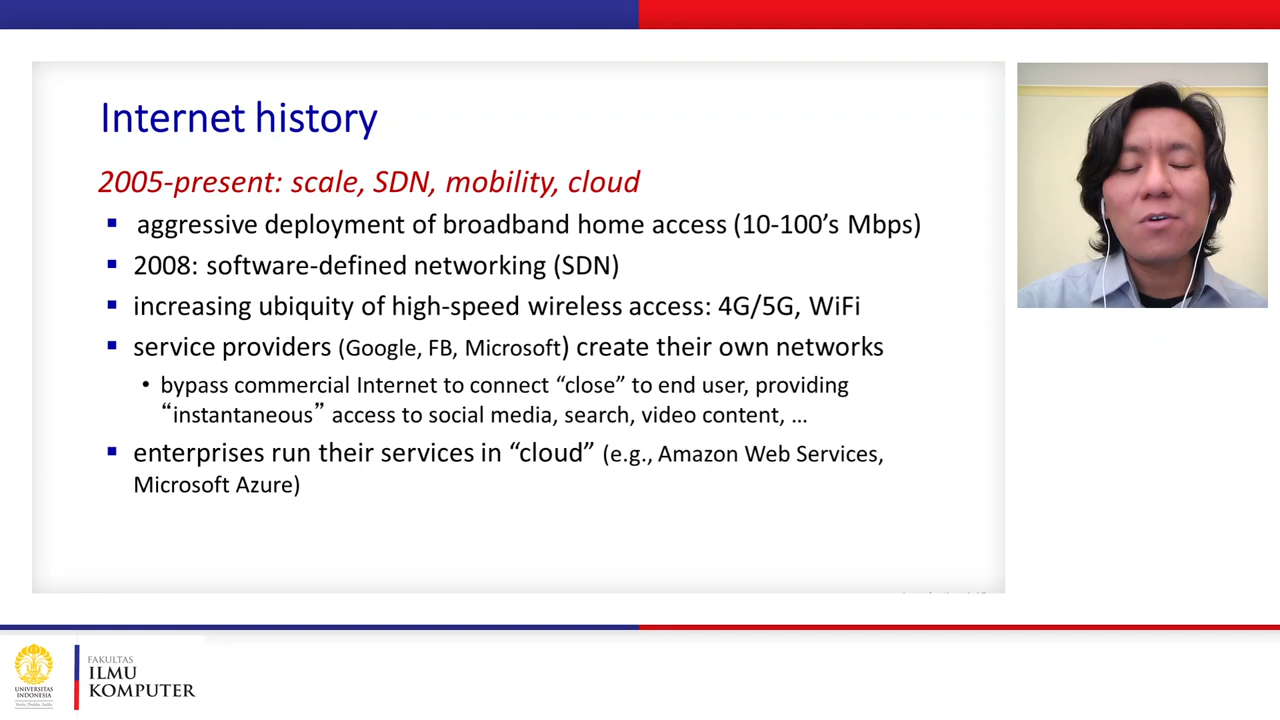 Internet history
2005-present: scale, SDN, mobility, cloud
▪ aggressive deployment of broadband home access (10-100’s Mbps)
▪ 2008: software-defined networking (SDN)
▪ increasing ubiquity of high-speed wireless access: 4G/5G, WiFi
▪ service providers (Google, FB, Microsoft) create their own networks
• bypass commercial Internet to connect “close” to end user, providing
“instantaneous” access to social media, search, video content, …
▪ enterprises run their services in “cloud” (e.g., Amazon Web Services,
Microsoft Azure)
UNIVERSITAS
INDONESIA
FAKULTAS
ILMU
KOMPUTER